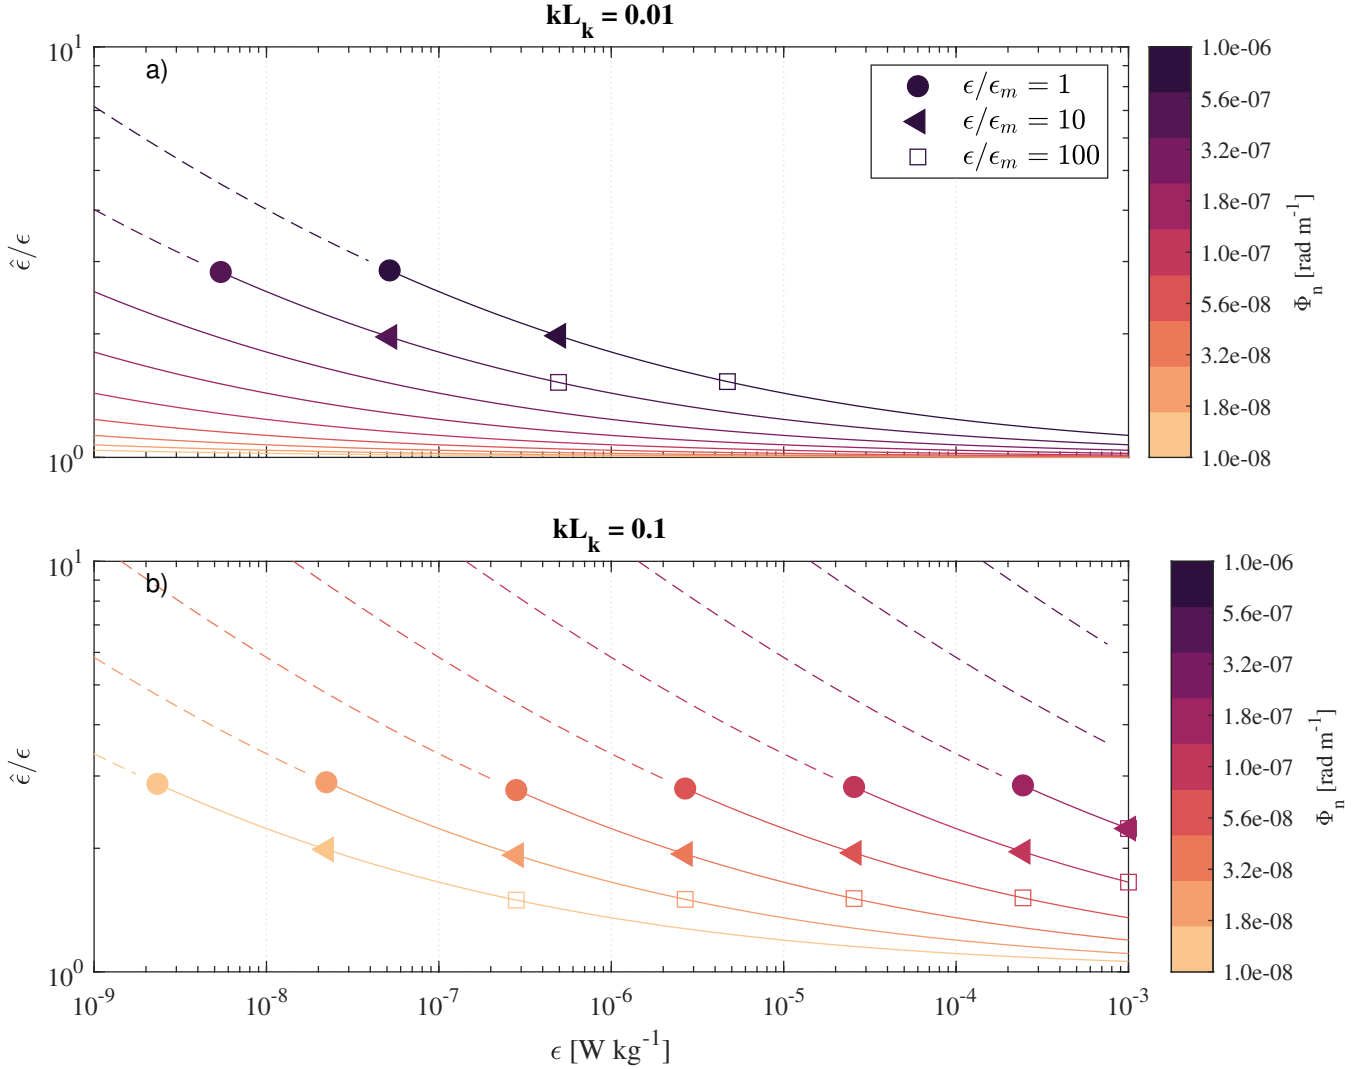 kL_k = 0.01
a)
10^1
10^0
ε̂/ϵ
ϵ/ϵ_m = 1
ϵ/ϵ_m = 10
ϵ/ϵ_m = 100
1.0e-06
5.6e-07
3.2e-07
1.8e-07
1.0e-07
5.6e-08
3.2e-08
1.8e-08
1.0e-08
Φ_n [rad m^-1]
kL_k = 0.1
b)
10^1
10^0
ε̂/ϵ
10^-9 10^-8 10^-7 10^-6 10^-5 10^-4 10^-3
ϵ [W kg^-1]
1.0e-06
5.6e-07
3.2e-07
1.8e-07
1.0e-07
5.6e-08
3.2e-08
1.8e-08
1.0e-08
Φ_n [rad m^-1]